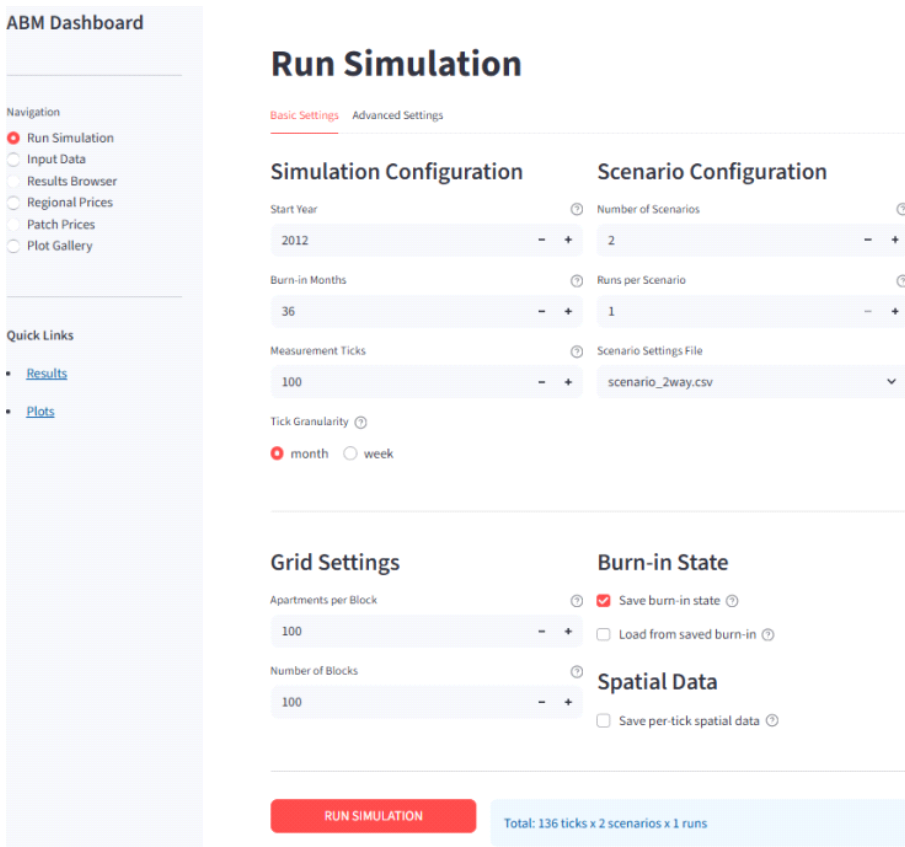 ABM Dashboard
Navigation
Run Simulation
Input Data
Results Browser
Regional Prices
Patch Prices
Plot Gallery
Quick Links
Results
Plots
Run Simulation
Basic Settings Advanced Settings
Simulation Configuration
Start Year
2012
Burn-in Months
36
Measurement Ticks
100
Tick Granularity
month week
Scenario Configuration
Number of Scenarios
2
Runs per Scenario
1
Scenario Settings File
scenario_2way.csv
Grid Settings
Apartments per Block
100
Number of Blocks
100
Burn-in State
Save burn-in state
Load from saved burn-in
Spatial Data
Save per-tick spatial data
RUN SIMULATION
Total: 136 ticks x 2 scenarios x 1 runs